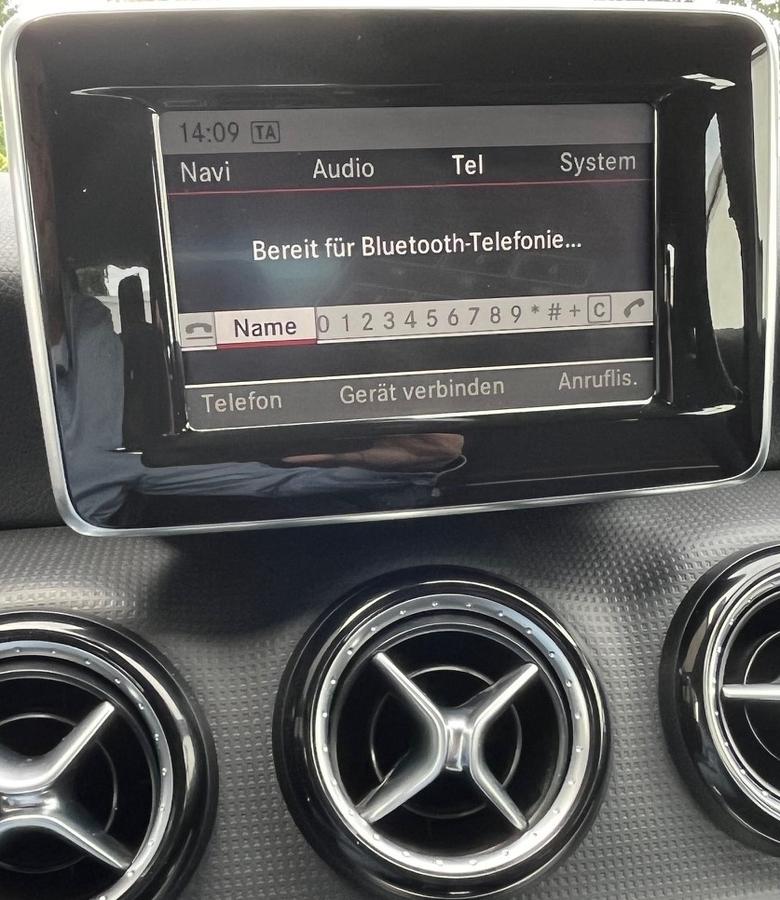 14:09 TA
Navi Audio Tel System
Bereit für Bluetooth-Telefonie...
Name 0 1 2 3 4 5 6 7 8 9 * # + C
Telefon Gerät verbinden Anruflis.